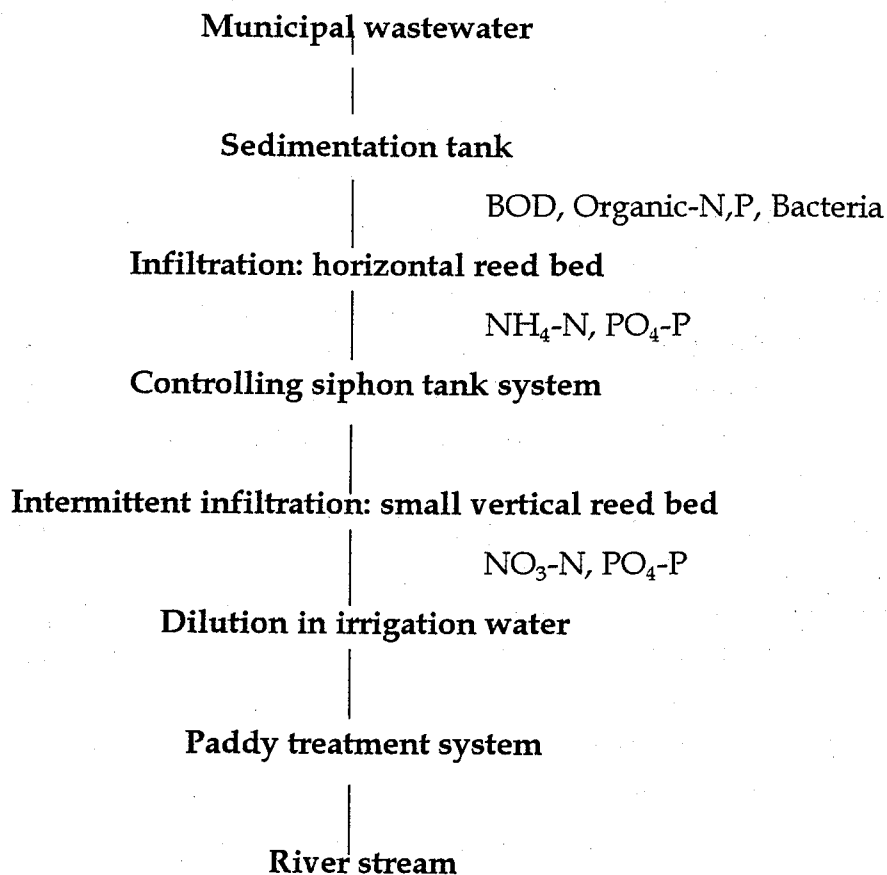 Municipal wastewater
Sedimentation tank
BOD, Organic-N,P, Bacteria
Infiltration: horizontal reed bed
NH₄-N, PO₄-P
Controlling siphon tank system
Intermittent infiltration: small vertical reed bed
NO₃-N, PO₄-P
Dilution in irrigation water
Paddy treatment system
River stream